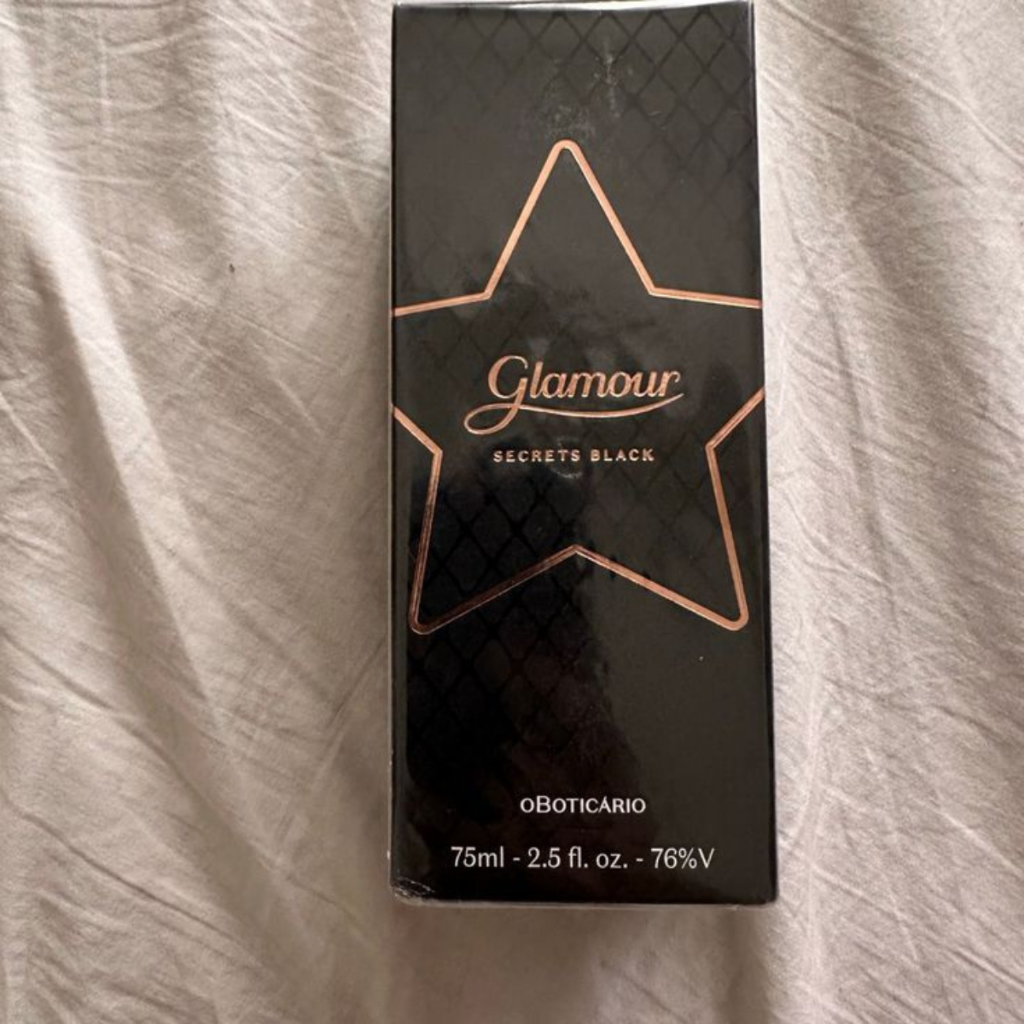 Glamour
SECRETS BLACK
oBOTICÁRIO
75ml - 2.5 fl. oz. - 76%V